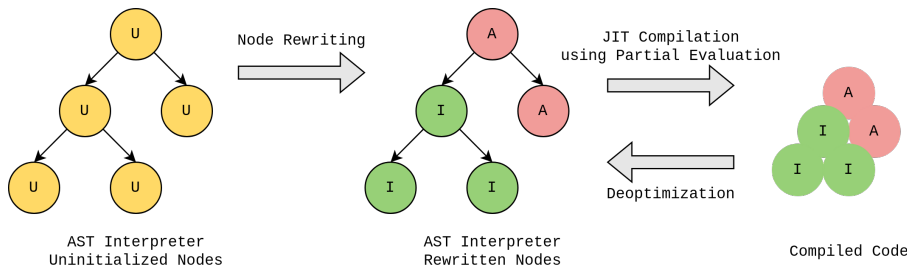 U
U
U
U
U
AST Interpreter
Uninitialized Nodes
Node Rewriting
A
I
A
I
I
AST Interpreter
Rewritten Nodes
JIT Compilation
using Partial Evaluation
Deoptimization
A
I
A
I
I
Compiled Code